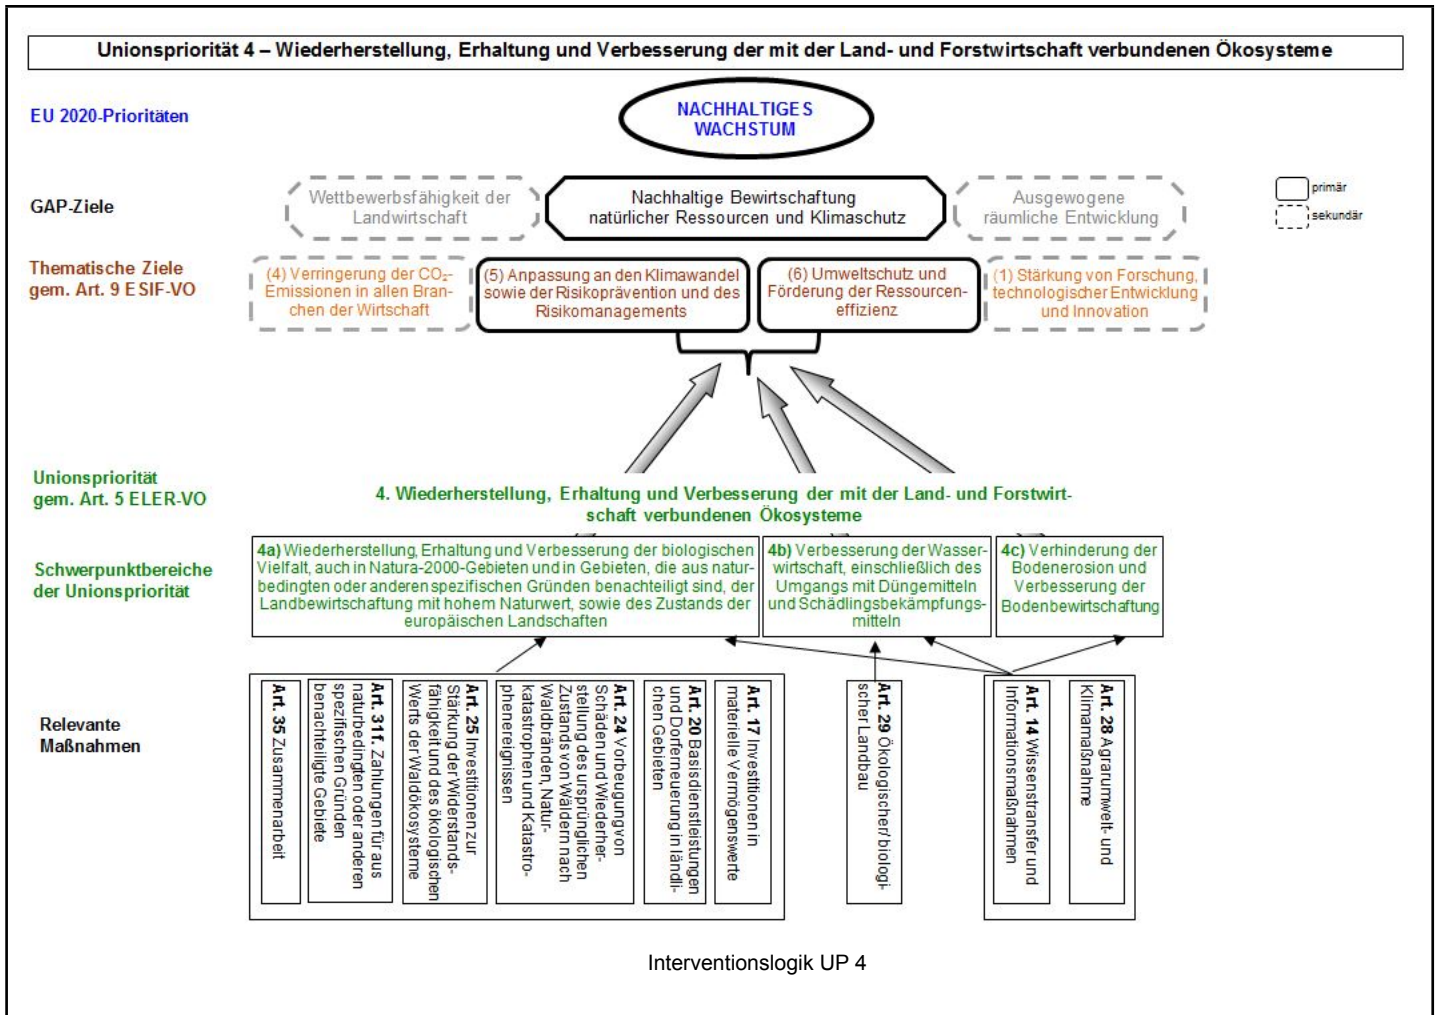 Unionspriorität 4 – Wiederherstellung, Erhaltung und Verbesserung der mit der Land- und Forstwirtschaft verbundenen Ökosysteme
EU 2020-Prioritäten
NACHHALTIGES
WACHSTUM
GAP-Ziele
Wettbewerbsfähigkeit der
Landwirtschaft
Nachhaltige Bewirtschaftung
natürlicher Ressourcen und Klimaschutz
Ausgewogene
räumliche Entwicklung
primär
sekundär
Thematische Ziele
gem. Art. 9 ESIF-VO
(4) Verringerung der CO₂-
Emissionen in allen Bran-
chen der Wirtschaft
(5) Anpassung an den Klimawandel
sowie der Risikoprävention und des
Risikomanagements
(6) Umweltschutz und
Förderung der Ressourcen-
effizienz
(1) Stärkung von Forschung,
technologischer Entwicklung
und Innovation
Unionspriorität
gem. Art. 5 ELER-VO
4. Wiederherstellung, Erhaltung und Verbesserung der mit der Land- und Forstwirt-
schaft verbundenen Ökosysteme
Schwerpunktbereiche
der Unionspriorität
4a) Wiederherstellung, Erhaltung und Verbesserung der biologischen
Vielfalt, auch in Natura-2000-Gebieten und in Gebieten, die aus natur-
bedingten oder anderen spezifischen Gründen benachteiligt sind, der
Landbewirtschaftung mit hohem Naturwert, sowie des Zustands der
europäischen Landschaften
4b) Verbesserung der Wasser-
wirtschaft, einschließlich des
Umgangs mit Düngemitteln
und Schädlingsbekämpfungs-
mitteln
4c) Verhinderung der
Bodenerosion und
Verbesserung der
Bodenbewirtschaftung
Relevante
Maßnahmen
Art. 35 Zusammenarbeit
Art. 31f. Zahlungen für aus
naturbedingten oder anderen
spezifischen Gründen
benachteiligte Gebiete
Art. 25 Investitionen zur
Stärkung der Widerstands-
fähigkeit und des ökologischen
Werts der Waldökosysteme
Art. 24 Vorbeugung von
Schäden und Wiederher-
stellung des ursprünglichen
Zustands von Wäldern nach
Waldbränden, Natur-
katastrophen und Katastro-
phenereignissen
Art. 20 Basisdienstleistungen
und Dorferneuerung in ländli-
chen Gebieten
Art. 17 Investitionen in
materielle Vermögenswerte
Art. 29 Ökologischer/biologi-
scher Landbau
Art. 14 Wissenstransfer und
Informationsmaßnahmen
Art. 28 Agrarumwelt- und
Klimamaßnahme
Interventionslogik UP 4